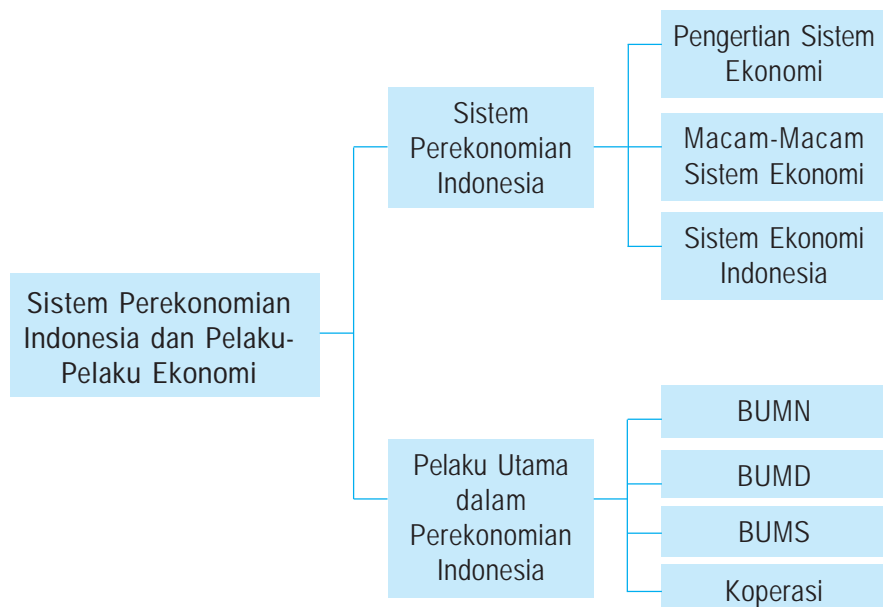 Sistem Perekonomian
Indonesia dan Pelaku-
Pelaku Ekonomi
Sistem
Perekonomian
Indonesia
Pengertian Sistem
Ekonomi
Macam-Macam
Sistem Ekonomi
Sistem Ekonomi
Indonesia
Pelaku Utama
dalam
Perekonomian
Indonesia
BUMN
BUMD
BUMS
Koperasi